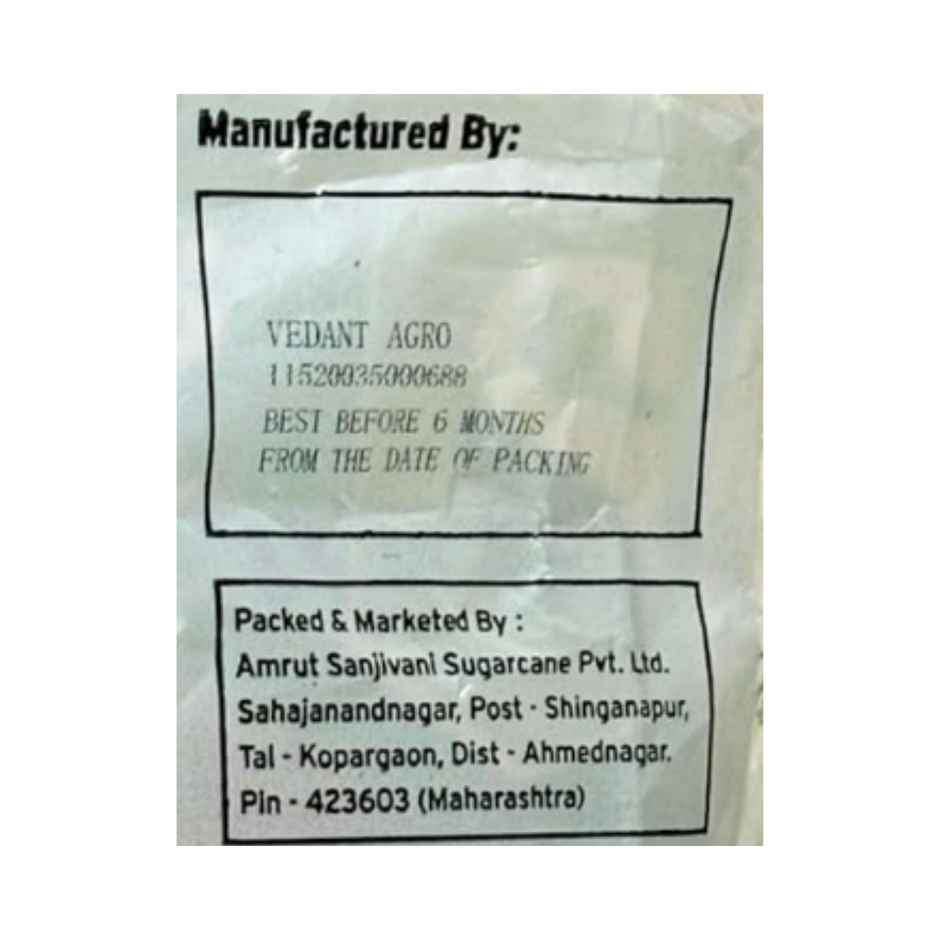 Manufactured By:
VEDANT AGRO
11520035000688
BEST BEFORE 6 MONTHS
FROM THE DATE OF PACKING
Packed & Marketed By :
Amrut Sanjivani Sugarcane Pvt. Ltd.
Sahajanandnagar, Post - Shinganapur,
Tal - Kopargaon, Dist - Ahmednagar.
Pin - 423603 (Maharashtra)